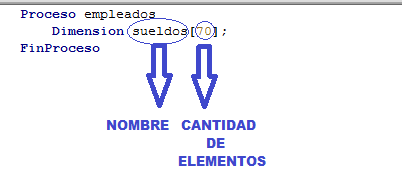 Proceso empleados
Dimension sueldos[70];
FinProceso
NOMBRE CANTIDAD
DE
ELEMENTOS